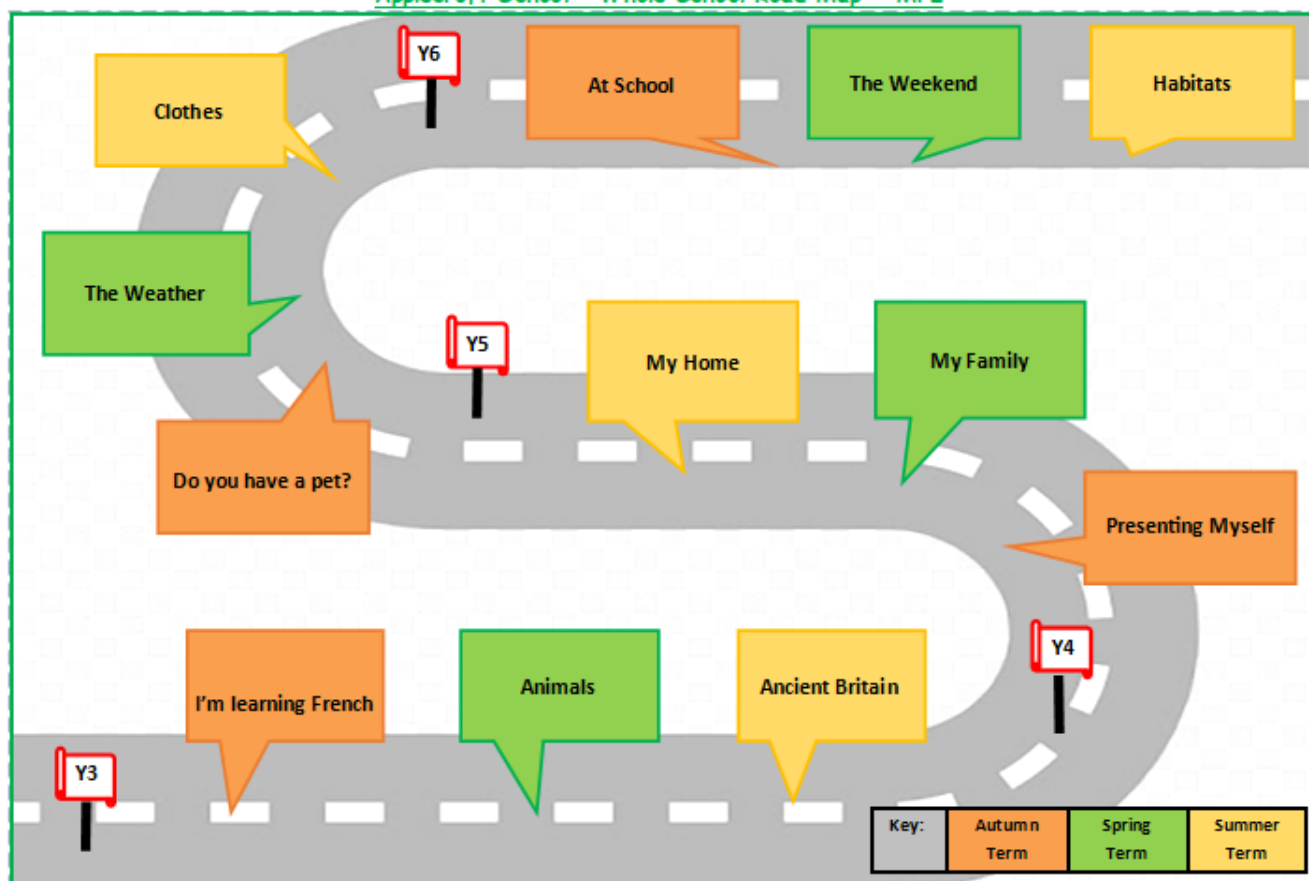 Y6
At School
The Weekend
Habitats
Clothes
The Weather
Y5
My Home
My Family
Do you have a pet?
Presenting Myself
Y4
I'm learning French
Animals
Ancient Britain
Y3
Key:
Autumn
Term
Spring
Term
Summer
Term